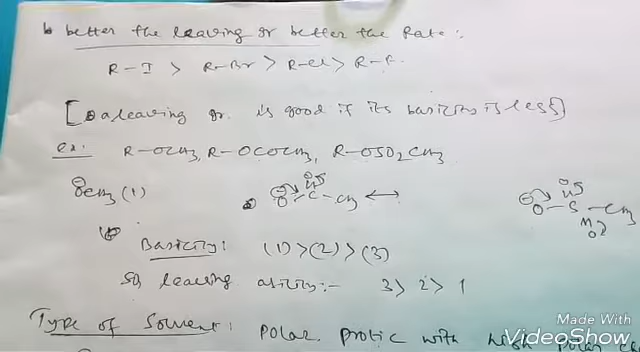 ↳ better the leaving gr better the Rate:
R-I > R-Br > R-Cl > R-F.
[a leaving gr. is good if its basicity is less}
ex: R-OCH3, R-OCOCH3, R-OSO2CH3
OCH3 (1) O-C-CH3 ⟷ O-S-CH3
Basicity: (1) > (2) > (3)
So leaving ability:- 3 > 2 > 1
Type of Solvent: Polar. Protic with high polar
Made With
VideoShow